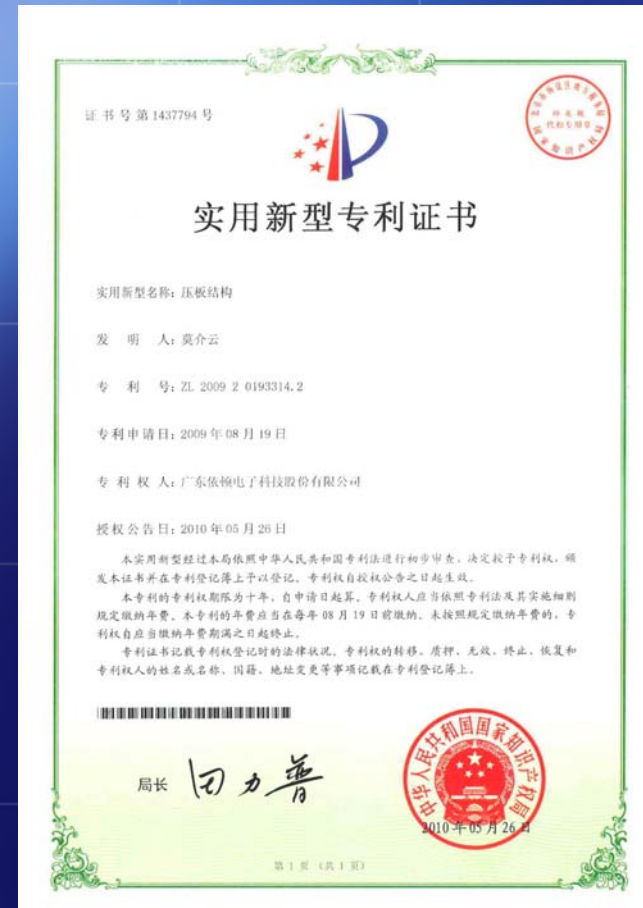 证书号第1437794号
实用新型专利证书
实用新型名称：压板结构
发明人：莫介云
专利号：ZL 2009 2 0193314.2
专利申请日：2009年08月19日
专利权人：广东依顿电子科技股份有限公司
授权公告日：2010年05月26日
本实用新型经过本局依照中华人民共和国专利法进行初步审查，决定授予专利权，颁
发本证书并在专利登记簿上予以登记。专利权自授权公告之日起生效。
本专利的专利权期限为十年，自申请日起算。专利权人应当依照专利法及其实施细则
规定缴纳年费。本专利的年费应当在每年08月19日前缴纳。未按照规定缴纳年费的，专
利权自应当缴纳年费期满之日起终止。
专利证书记载专利权登记时的法律状况。专利权的转移、质押、无效、终止、恢复和
专利权人的姓名或名称、国籍、地址变更等事项记载在专利登记簿上。
局长
田力普
中华人民共和国国家知识产权局
2010年05月26日
第1页（共1页）